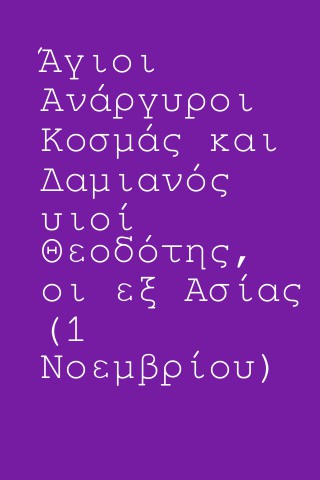 Άγιοι
Ανάργυροι
Κοσμάς και
Δαμιανός
υιοί
Θεοδότης,
οι εξ Ασίας
(1
Νοεμβρίου)